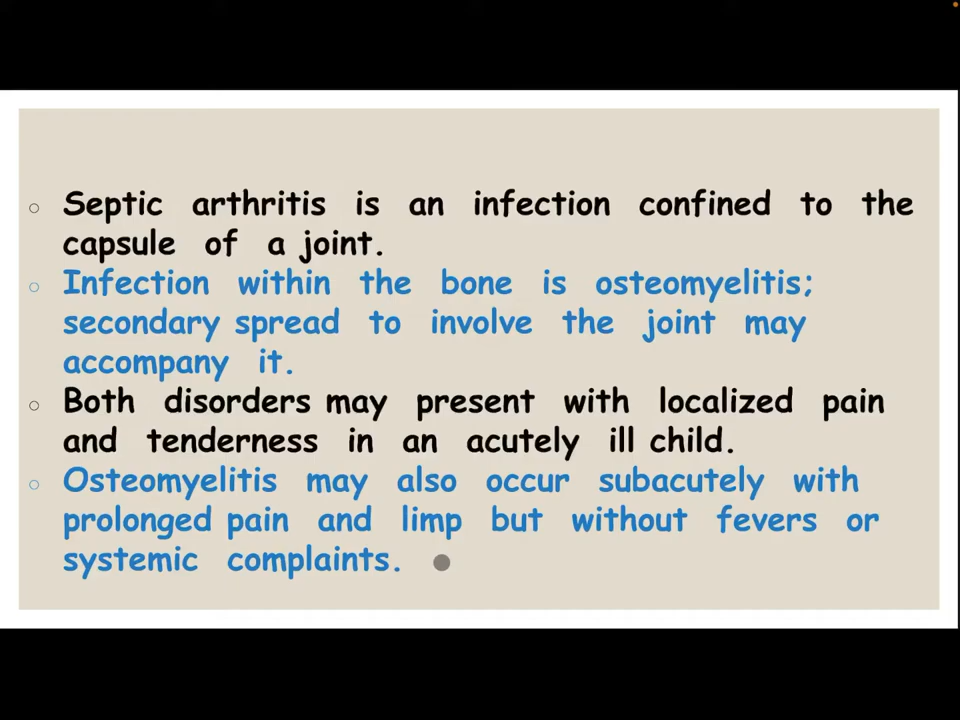 Septic arthritis is an infection confined to the
capsule of a joint.
Infection within the bone is osteomyelitis;
secondary spread to involve the joint may
accompany it.
Both disorders may present with localized pain
and tenderness in an acutely ill child.
Osteomyelitis may also occur subacutely with
prolonged pain and limp but without fevers or
systemic complaints.